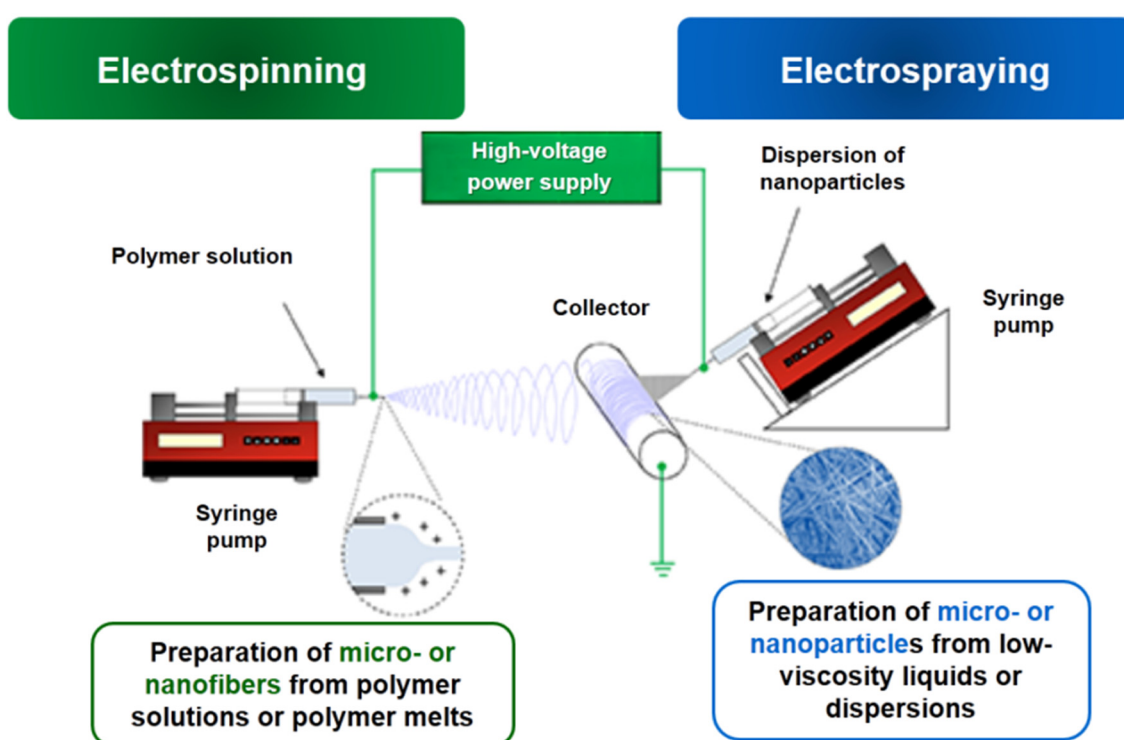 Electrospinning
Electrospraying
High-voltage
power supply
Dispersion of
nanoparticles
Polymer solution
Collector
Syringe
pump
Syringe
pump
Preparation of micro- or
nanofibers from polymer
solutions or polymer melts
Preparation of micro- or
nanoparticles from low-
viscosity liquids or
dispersions